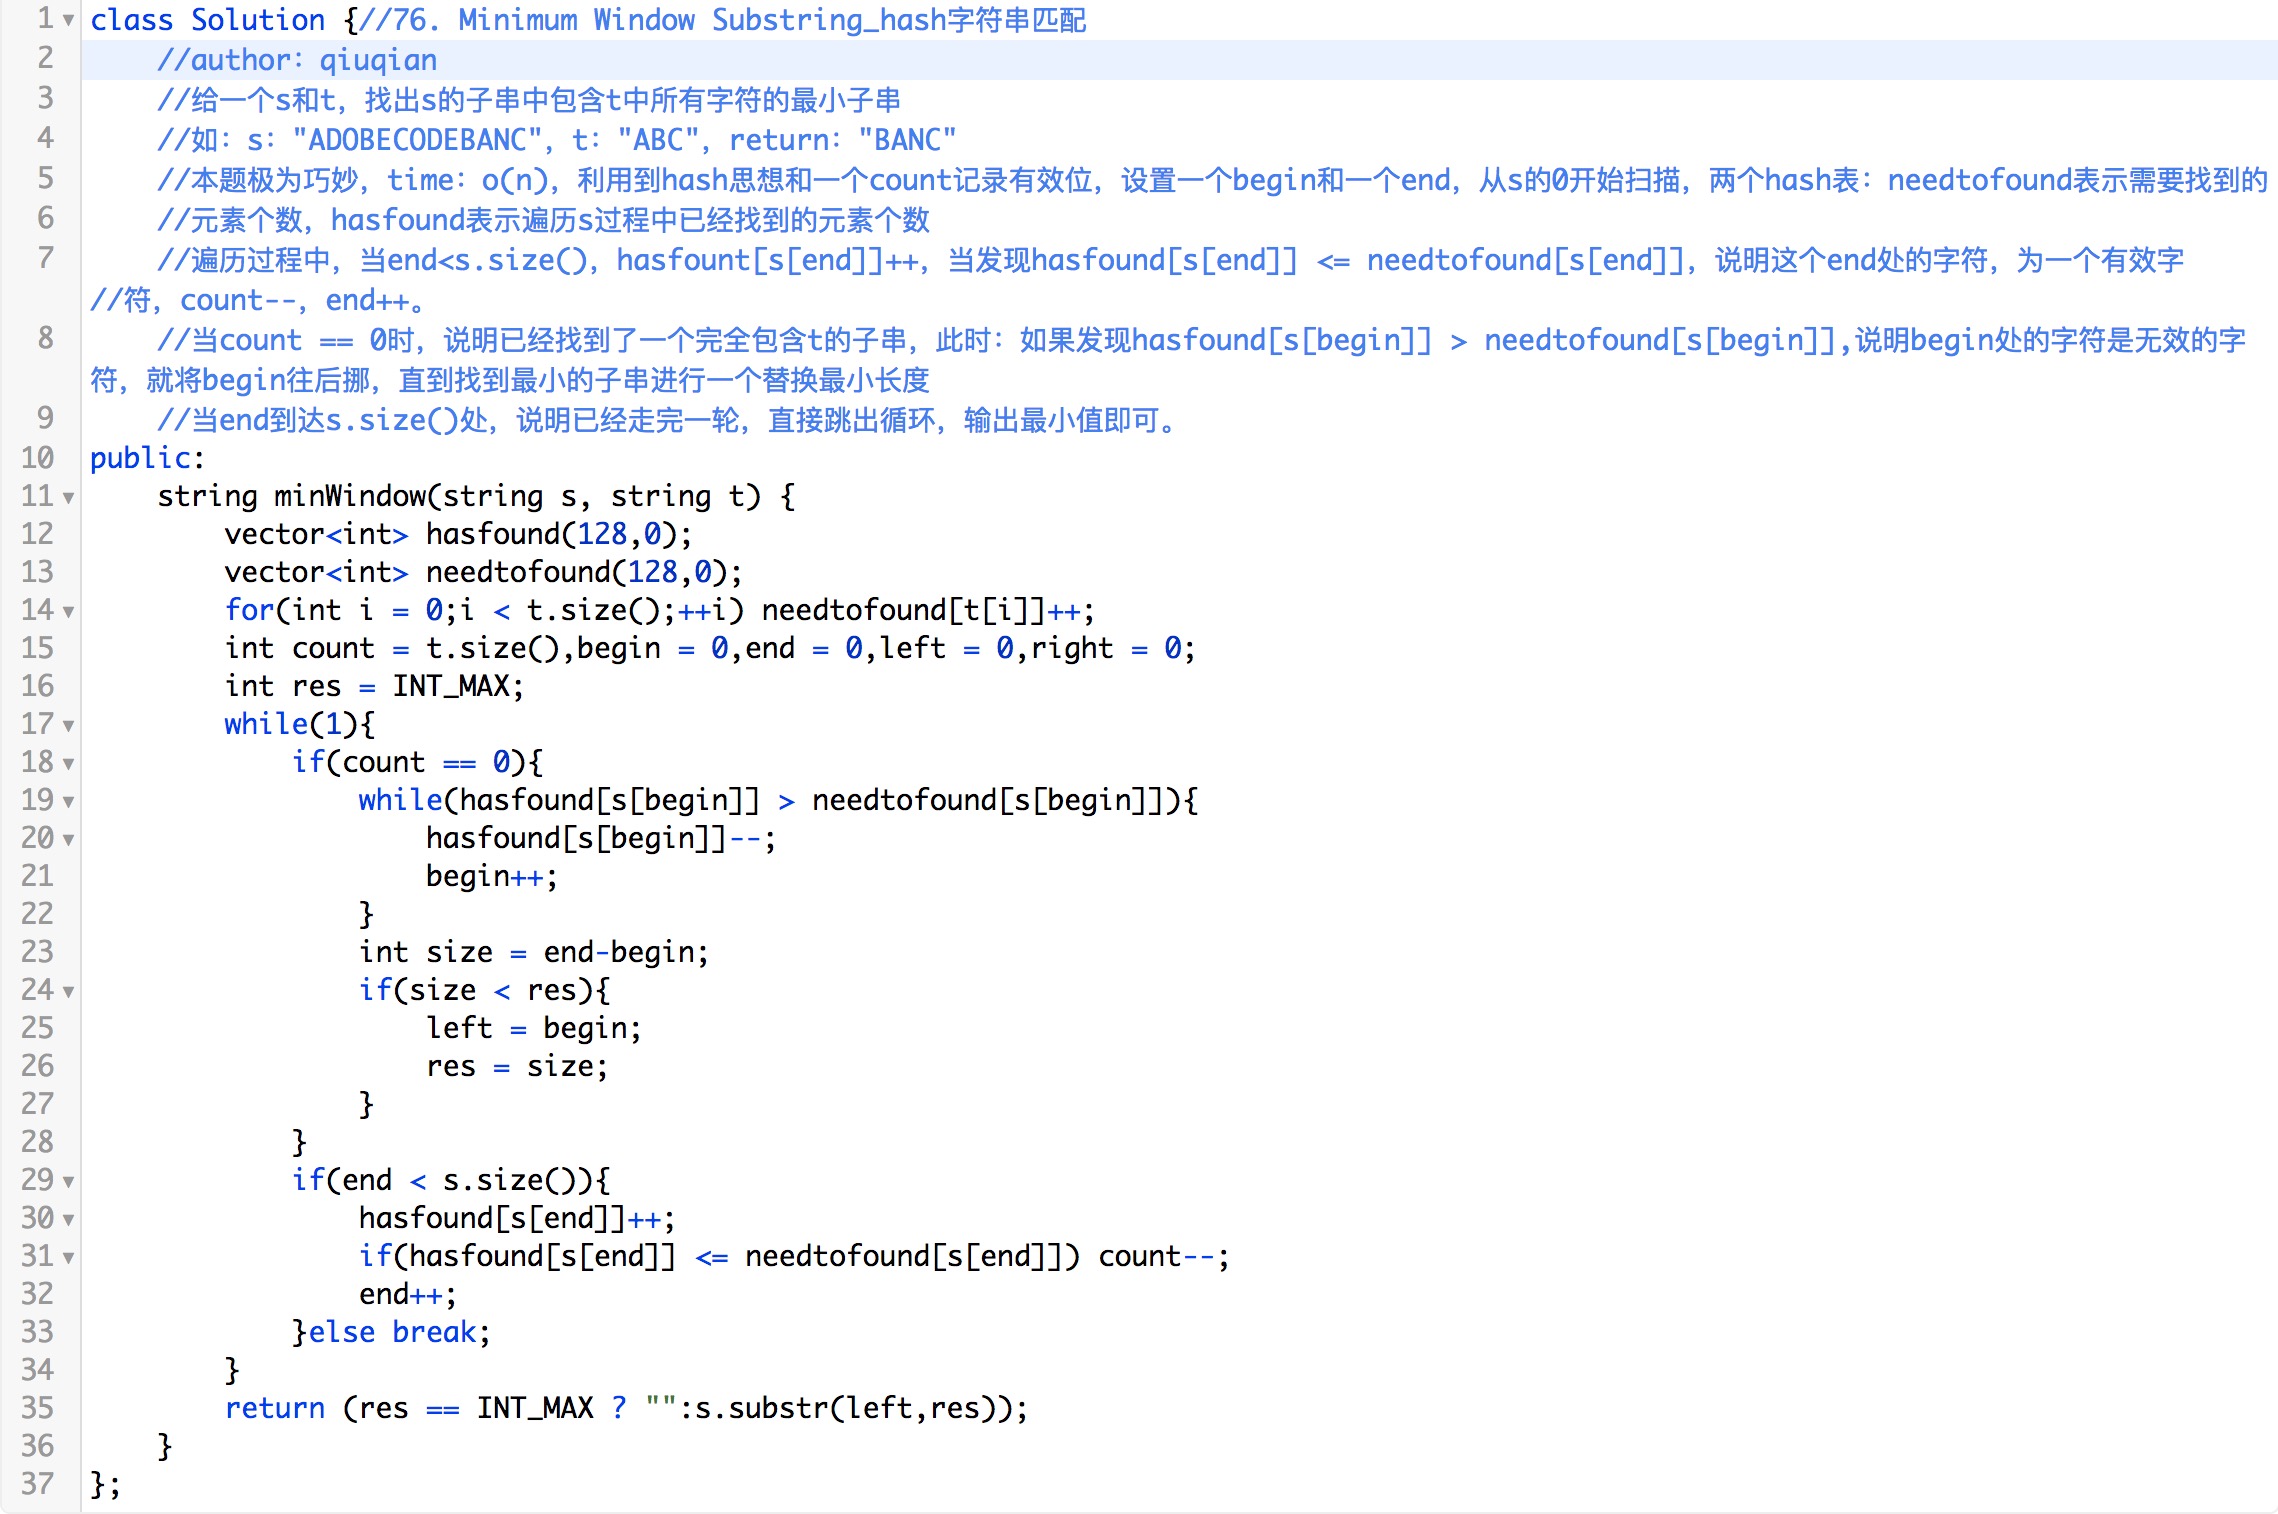 1 class Solution {//76. Minimum Window Substring_hash字符串匹配
2     //author：qiuqian
3     //给一个s和t，找出s的子串中包含t中所有字符的最小子串
4     //如：s："ADOBECODEBANC"，t："ABC"，return："BANC"
5     //本题极为巧妙，time：o(n)，利用到hash思想和一个count记录有效位，设置一个begin和一个end，从s的0开始扫描，两个hash表：needtofound表示需要找到的
6     //元素个数，hasfound表示遍历s过程中已经找到的元素个数
7     //遍历过程中，当end<s.size()，hasfount[s[end]]++，当发现hasfound[s[end]] <= needtofound[s[end]]，说明这个end处的字符，为一个有效字
//符，count--，end++。
8     //当count == 0时，说明已经找到了一个完全包含t的子串，此时：如果发现hasfound[s[begin]] > needtofound[s[begin]],说明begin处的字符是无效的字
符，就将begin往后挪，直到找到最小的子串进行一个替换最小长度
9     //当end到达s.size()处，说明已经走完一轮，直接跳出循环，输出最小值即可。
10 public:
11     string minWindow(string s, string t) {
12         vector<int> hasfound(128,0);
13         vector<int> needtofound(128,0);
14         for(int i = 0;i < t.size();++i) needtofound[t[i]]++;
15         int count = t.size(),begin = 0,end = 0,left = 0,right = 0;
16         int res = INT_MAX;
17         while(1){
18             if(count == 0){
19                 while(hasfound[s[begin]] > needtofound[s[begin]]){
20                     hasfound[s[begin]]--;
21                     begin++;
22                 }
23                 int size = end-begin;
24                 if(size < res){
25                     left = begin;
26                     res = size;
27                 }
28             }
29             if(end < s.size()){
30                 hasfound[s[end]]++;
31                 if(hasfound[s[end]] <= needtofound[s[end]]) count--;
32                 end++;
33             }else break;
34         }
35         return (res == INT_MAX ? "":s.substr(left,res));
36     }
37 };